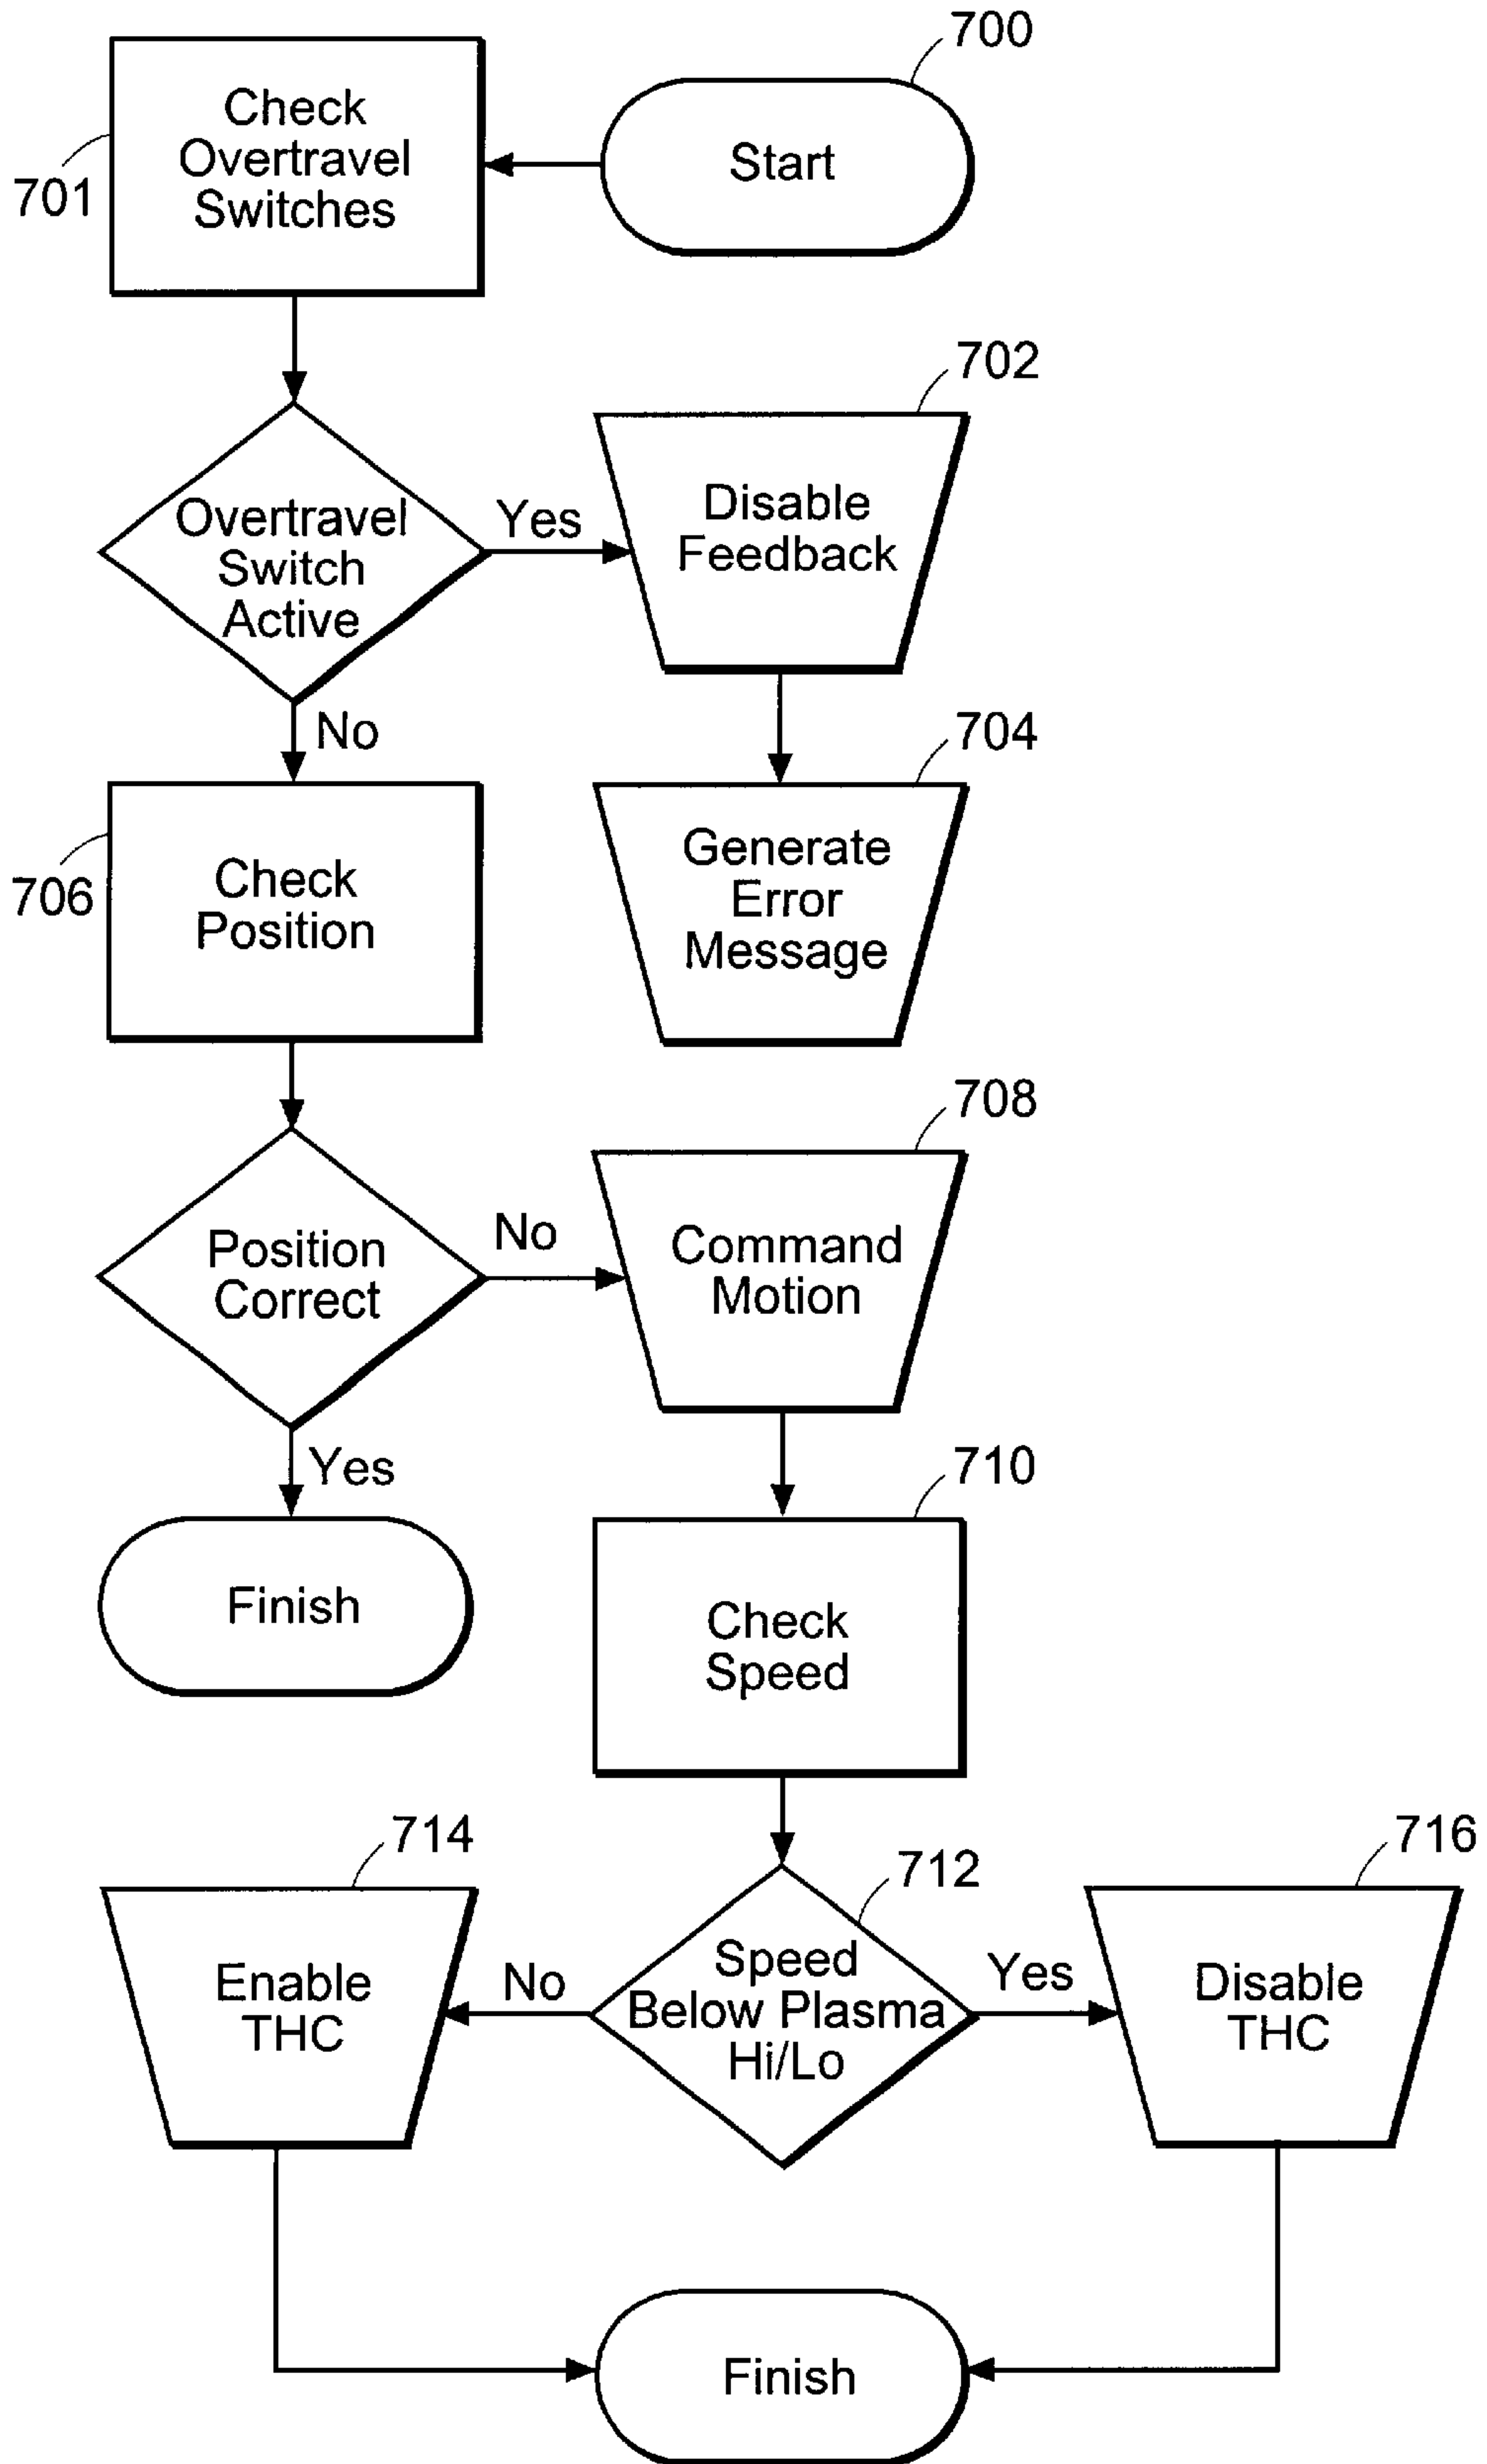 700
Check
Overtravel
Switches
Start
701
702
Overtravel
Switch
Active
Yes
Disable
Feedback
No
704
706
Check
Position
Generate
Error
Message
708
Position
Correct
No
Command
Motion
Yes
710
Finish
Check
Speed
714
712
716
Enable
THC
No
Speed
Below Plasma
Hi/Lo
Yes
Disable
THC
Finish